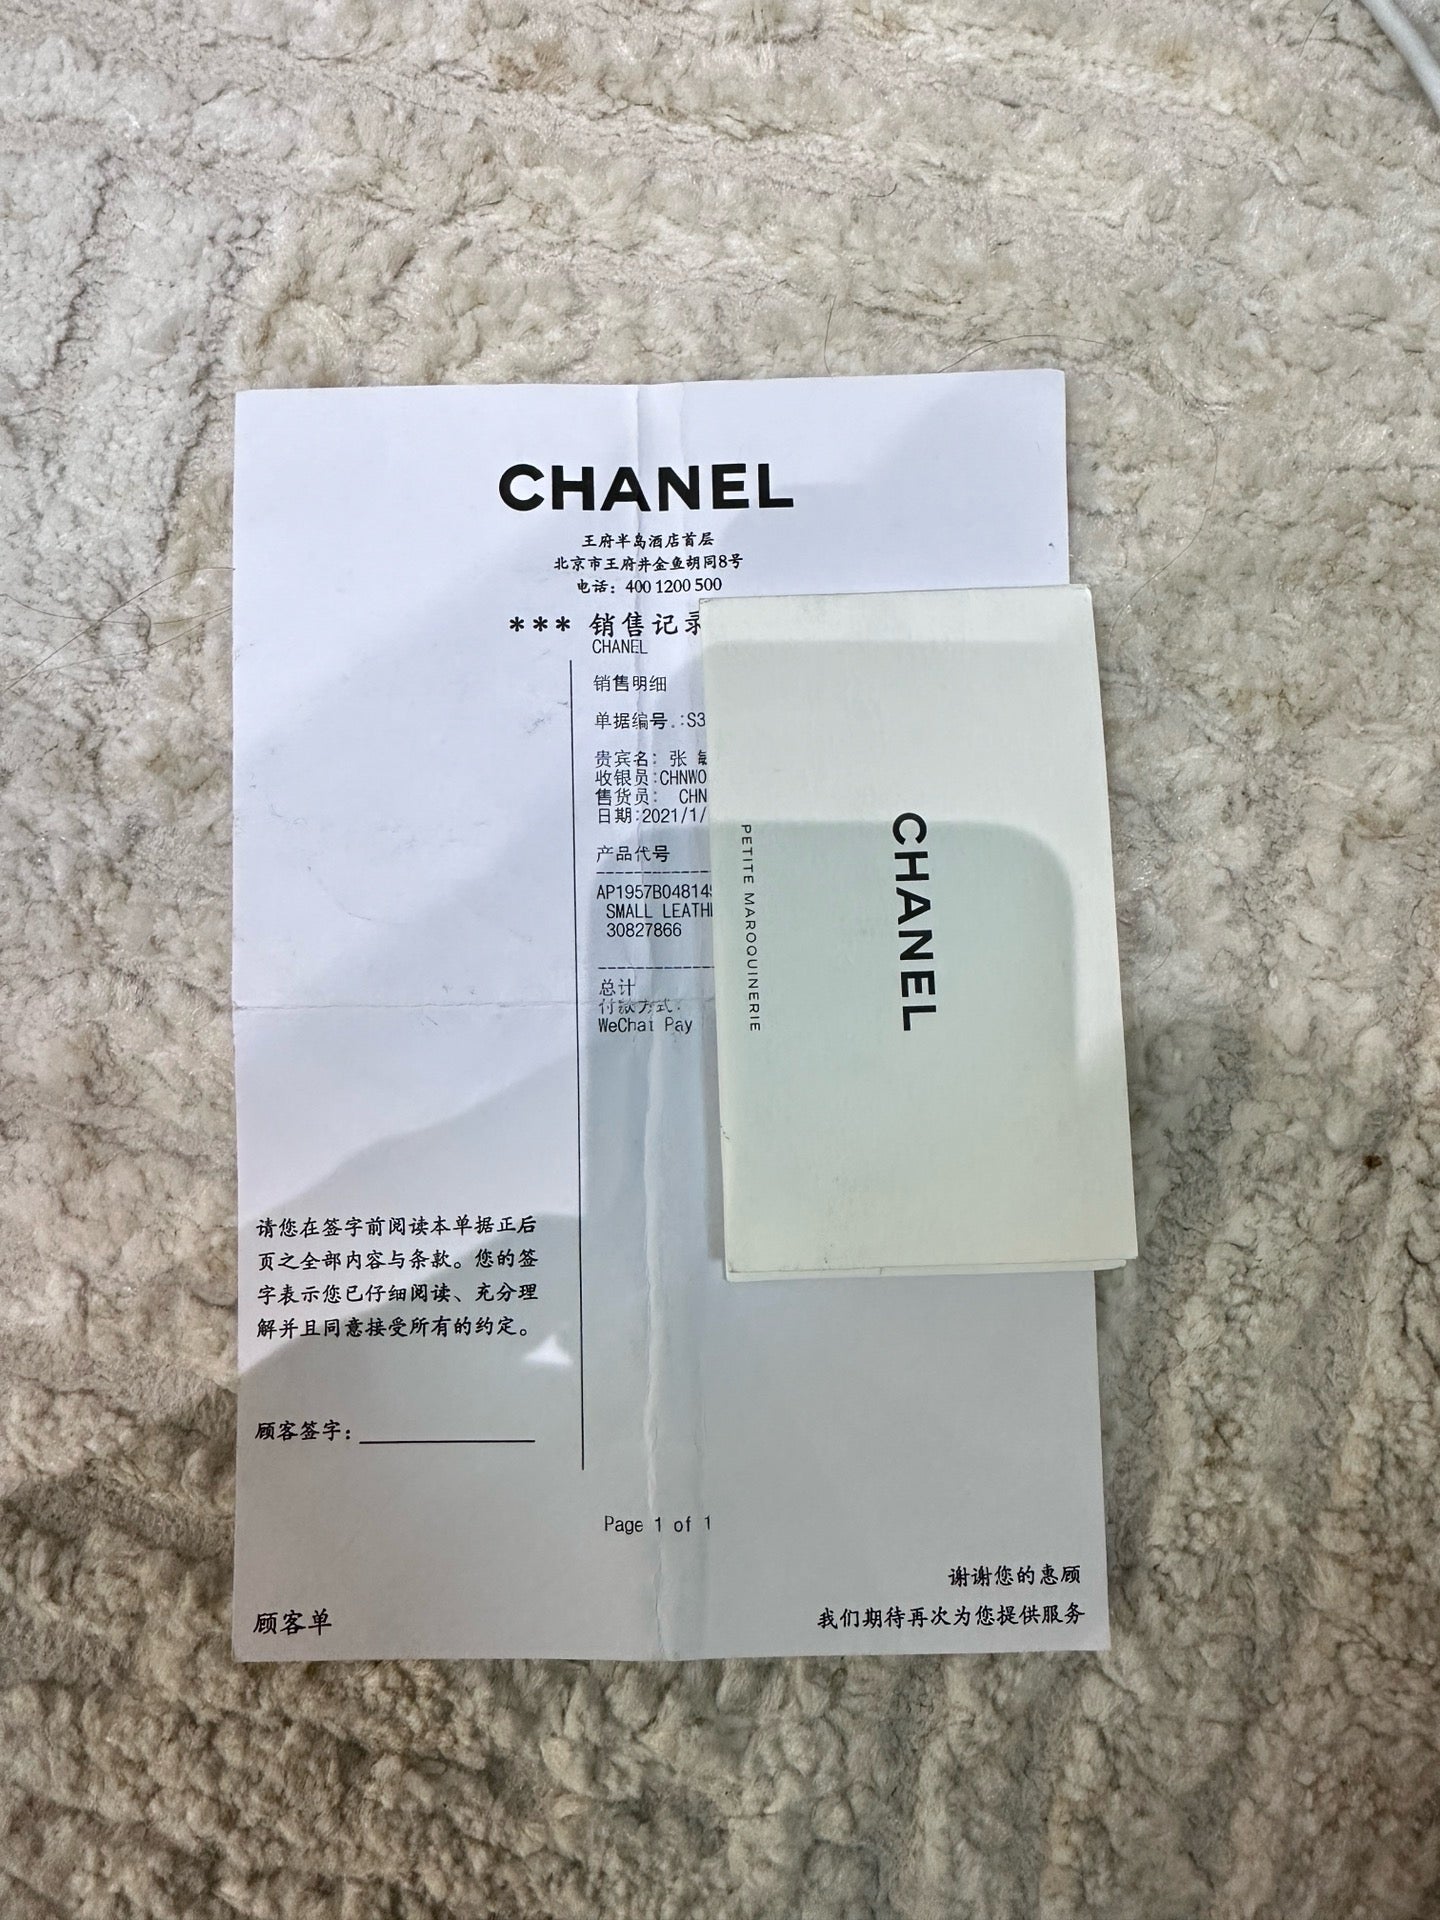 CHANEL
王府半岛酒店首层
北京市王府井金鱼胡同8号
电话：400 1200 500
*** 销售记录
CHANEL
销售明细
单据编号.:S3
贵宾名: 张
收银员:CHNWO
售货员: CHN
日期:2021/1/
产品代号
AP1957B04814
SMALL LEATH
30827866
总计
付款方式:
WeChat Pay
CHANEL
PETITE MAROQUINERIE
请您在签字前阅读本单据正后
页之全部内容与条款。您的签
字表示您已仔细阅读、充分理
解并且同意接受所有的约定。
顾客签字:
Page 1 of 1
谢谢您的惠顾
我们期待再次为您提供服务
顾客单